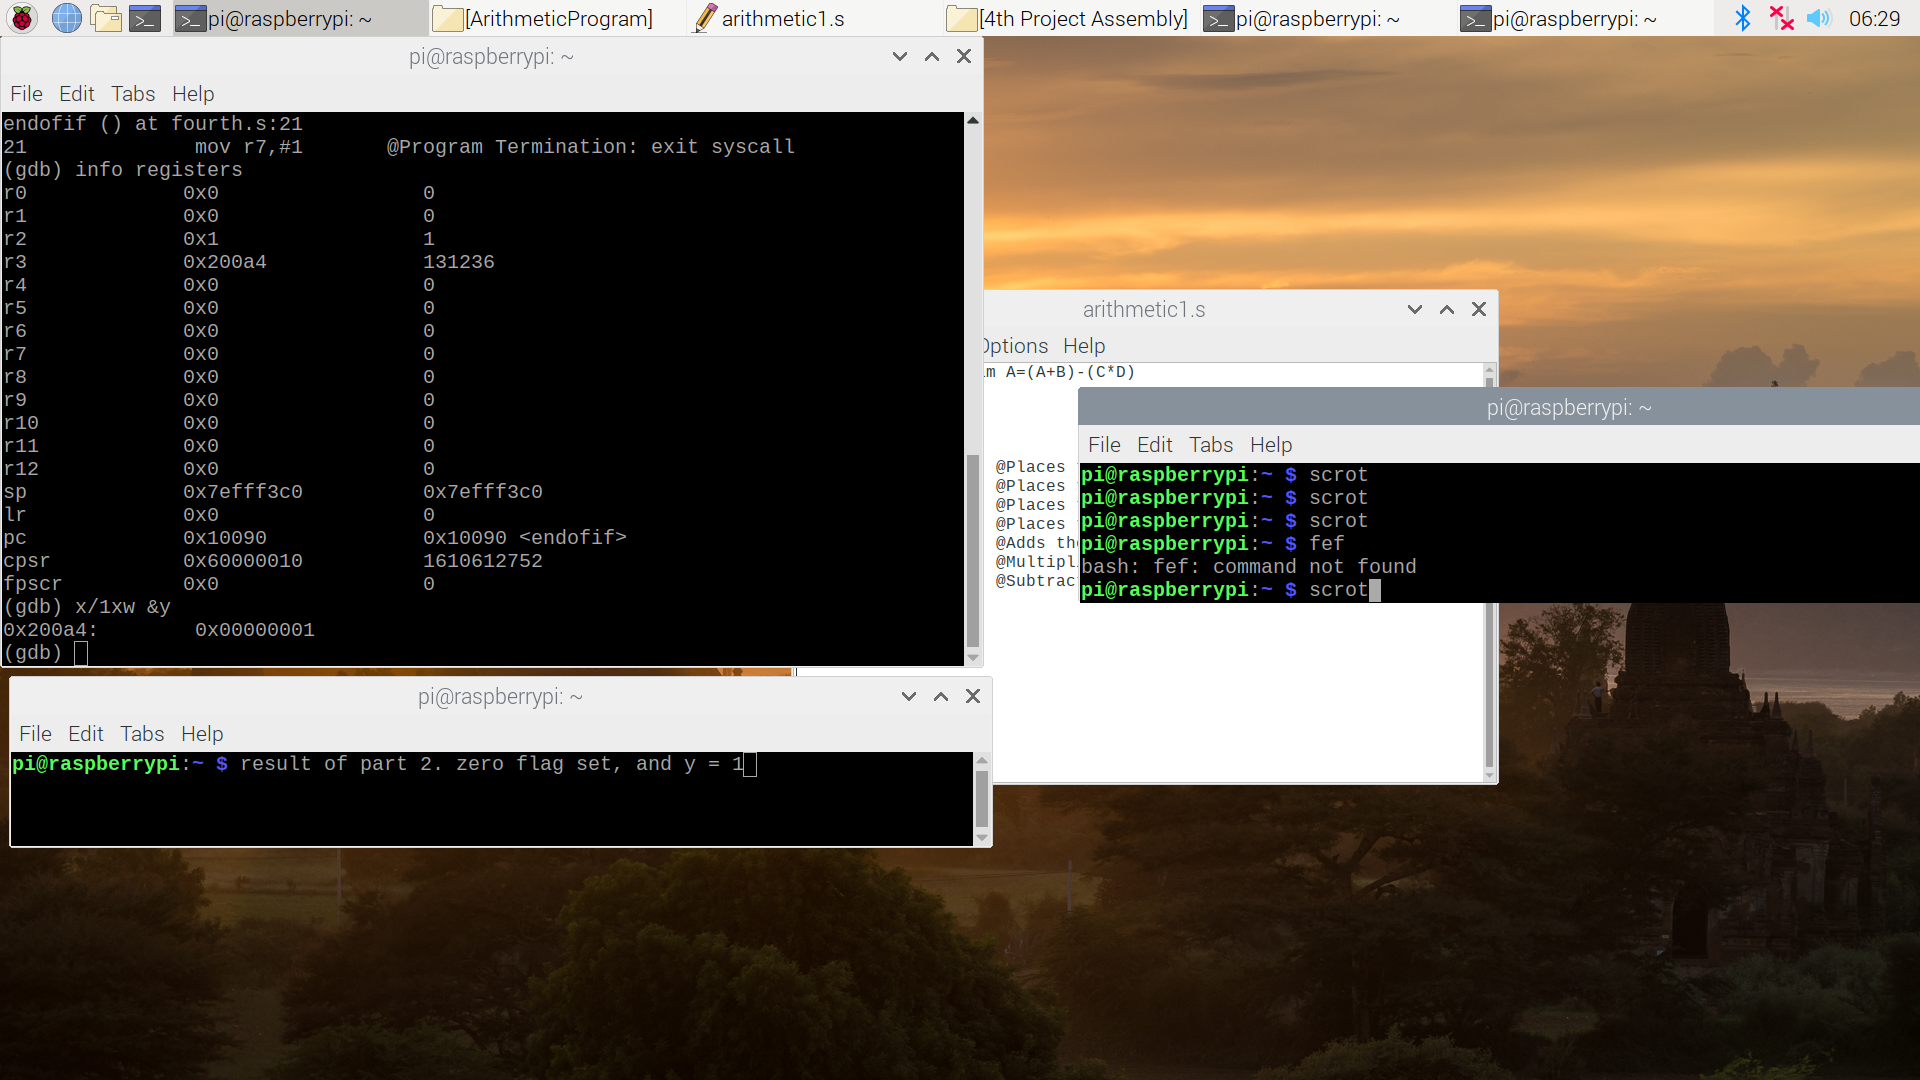 pi@raspberrypi: ~
[ArithmeticProgram]
arithmetic1.s
[4th Project Assembly]
pi@raspberrypi: ~
pi@raspberrypi: ~
06:29
pi@raspberrypi: ~
File Edit Tabs Help
endofif () at fourth.s:21
21 mov r7,#1 @Program Termination: exit syscall
(gdb) info registers
r0 0x0 0
r1 0x0 0
r2 0x1 1
r3 0x200a4 131236
r4 0x0 0
r5 0x0 0
r6 0x0 0
r7 0x0 0
r8 0x0 0
r9 0x0 0
r10 0x0 0
r11 0x0 0
r12 0x0 0
sp 0x7efff3c0 0x7efff3c0
lr 0x0 0
pc 0x10090 0x10090 <endofif>
cpsr 0x60000010 1610612752
fpscr 0x0 0
(gdb) x/1xw &y
0x200a4: 0x00000001
(gdb)
arithmetic1.s
Options Help
A=(A+B)-(C*D)
@Places
@Places
@Places
@Places
@Adds
@Multipl
@Subtrac
pi@raspberrypi: ~
File Edit Tabs Help
pi@raspberrypi:~ $ scrot
pi@raspberrypi:~ $ scrot
pi@raspberrypi:~ $ scrot
pi@raspberrypi:~ $ fef
bash: fef: command not found
pi@raspberrypi:~ $ scrot
pi@raspberrypi: ~
File Edit Tabs Help
pi@raspberrypi:~ $ result of part 2. zero flag set, and y = 1